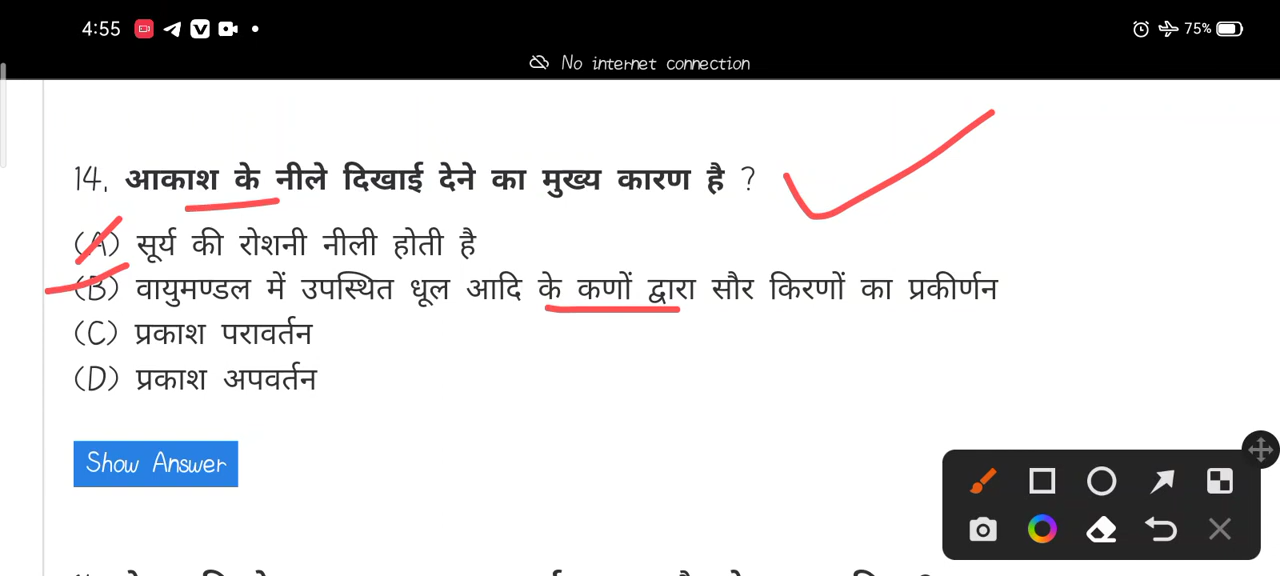 4:55
75%
No internet connection
14. आकाश के नीले दिखाई देने का मुख्य कारण है ?
(A) सूर्य की रोशनी नीली होती है
(B) वायुमण्डल में उपस्थित धूल आदि के कणों द्वारा सौर किरणों का प्रकीर्णन
(C) प्रकाश परावर्तन
(D) प्रकाश अपवर्तन
Show Answer